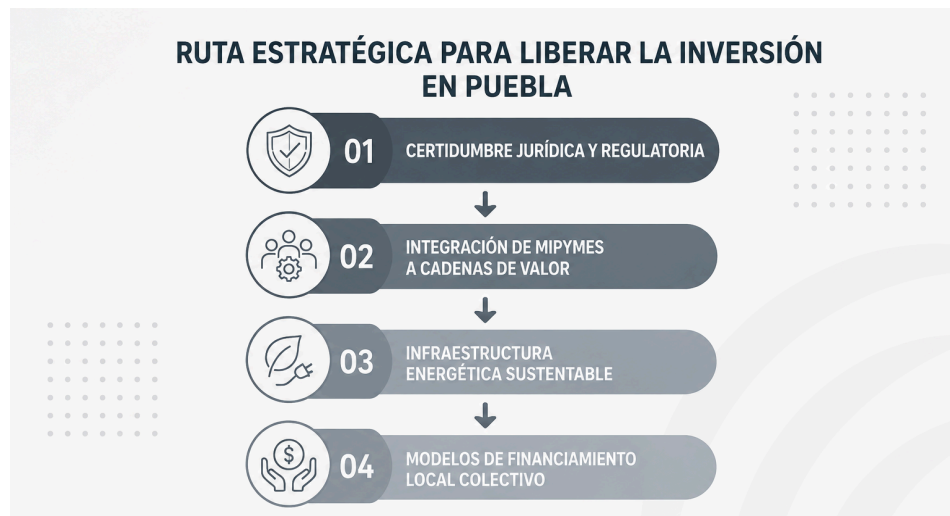 RUTA ESTRATÉGICA PARA LIBERAR LA INVERSIÓN
EN PUEBLA
01 CERTIDUMBRE JURÍDICA Y REGULATORIA
02 INTEGRACIÓN DE MIPYMES
A CADENAS DE VALOR
03 INFRAESTRUCTURA
ENERGÉTICA SUSTENTABLE
$
04 MODELOS DE FINANCIAMIENTO
LOCAL COLECTIVO